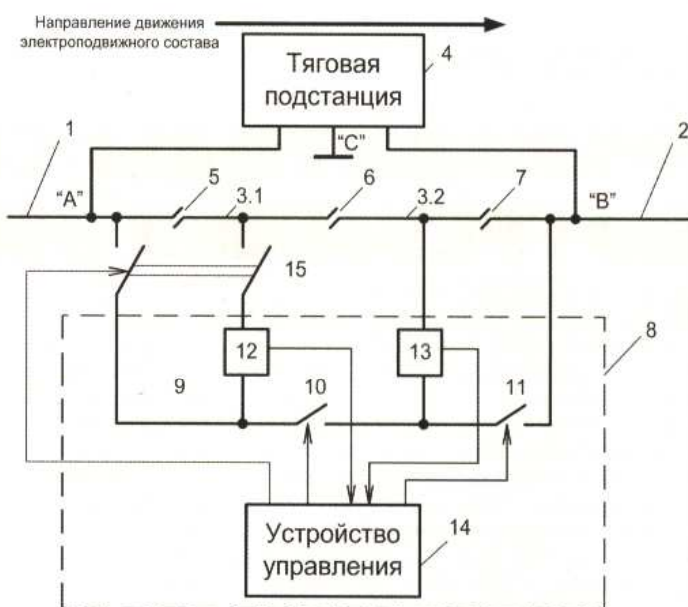 Направление движения
электроподвижного состава
4
Тяговая
подстанция
"C"
1
2
"A"
5
3.1
6
3.2
7
"B"
15
8
12
13
9
10
11
Устройство
управления
14